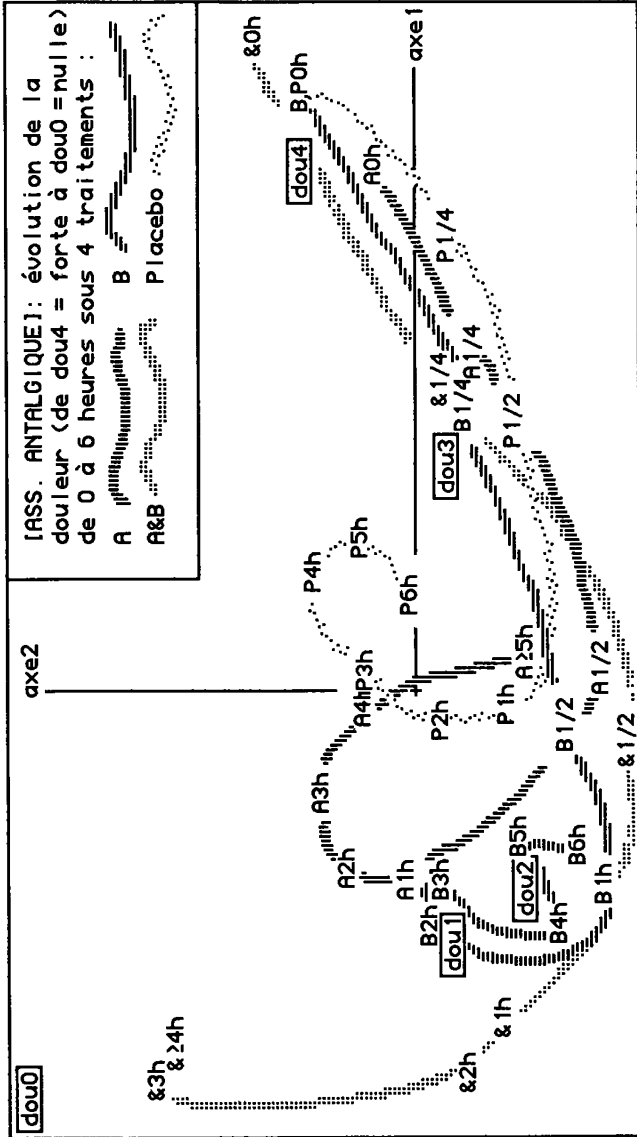 [ASS. ANTALGIQUE]: évolution de la
douleur (de dou4 = forte à dou0 =nulle)
de 0 à 6 heures sous 4 traitements :
A
B
A&B
Placebo
dou0
axe2
axe1
&0h
B,P0h
dou4
A0h
P1/4
&1/4
A1/4
B1/4
P1/2
dou3
P4h
P5h
P6h
A4h
P3h
A≥5h
P2h
P1h
A1/2
B1/2
&1/2
A3h
A2h
A1h
B3h
B2h
B5h
B6h
dou2
dou1
B4h
B1h
&1h
&2h
&3h
&≥4h